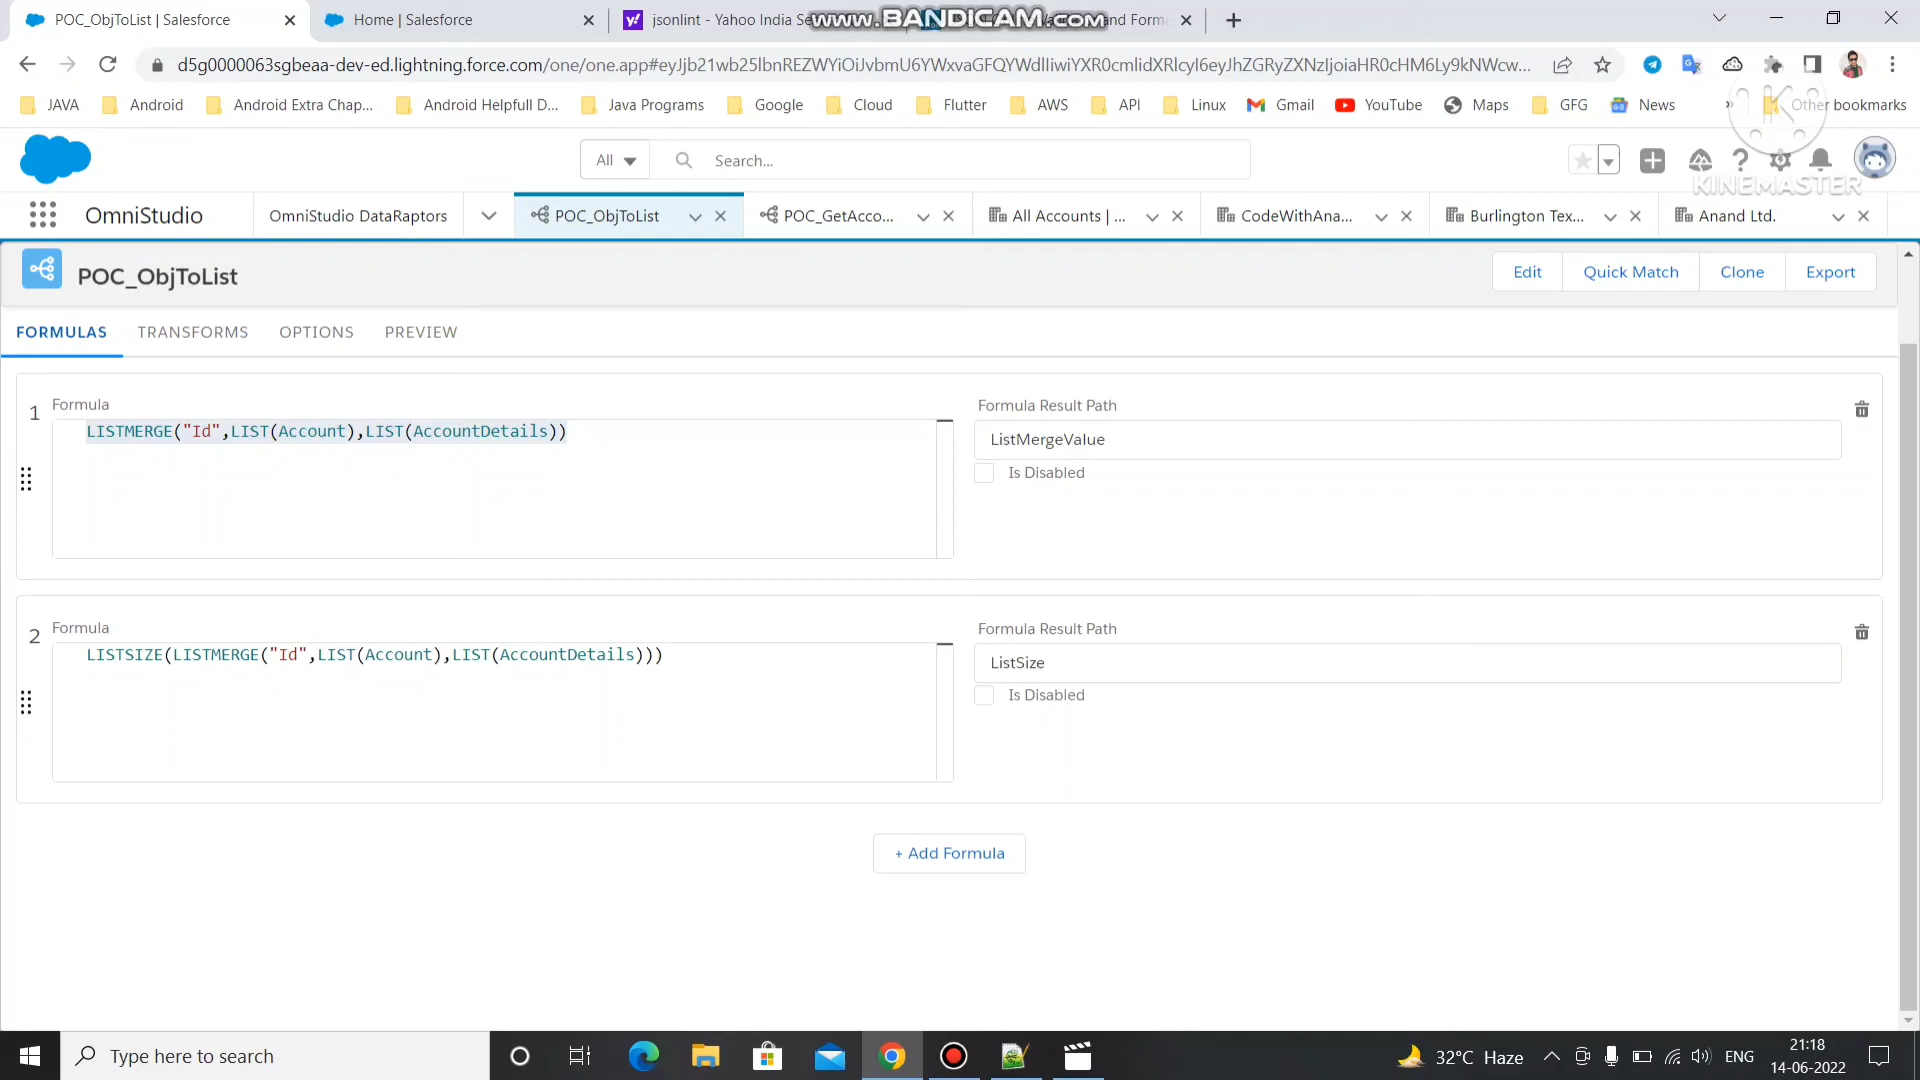 POC_ObjToList | Salesforce
Home | Salesforce
jsonlint - Yahoo India Se
and Forma
www.BANDICAM.com
d5g0000063sgbeaa-dev-ed.lightning.force.com/one/one.app#eyJjb21wb25lbnREZWYiOiJvbmU6YWxvaGFQYWdlIiwiYXR0cmlidXRlcyI6eyJhZGRyZXNzIjoiaHR0cHM6Ly9kNWcw...
JAVA
Android
Android Extra Chap...
Android Helpfull D...
Java Programs
Google
Cloud
Flutter
AWS
API
Linux
Gmail
YouTube
Maps
GFG
News
»
Other bookmarks
All
Search...
KINEMASTER
OmniStudio
OmniStudio DataRaptors
POC_ObjToList
POC_GetAcco...
All Accounts | ...
CodeWithAna...
Burlington Tex...
Anand Ltd.
POC_ObjToList
Edit
Quick Match
Clone
Export
FORMULAS
TRANSFORMS
OPTIONS
PREVIEW
1
Formula
LISTMERGE("Id",LIST(Account),LIST(AccountDetails))
Formula Result Path
ListMergeValue
Is Disabled
2
Formula
LISTSIZE(LISTMERGE("Id",LIST(Account),LIST(AccountDetails)))
Formula Result Path
ListSize
Is Disabled
+ Add Formula
Type here to search
32°C Haze
ENG
21:18
14-06-2022